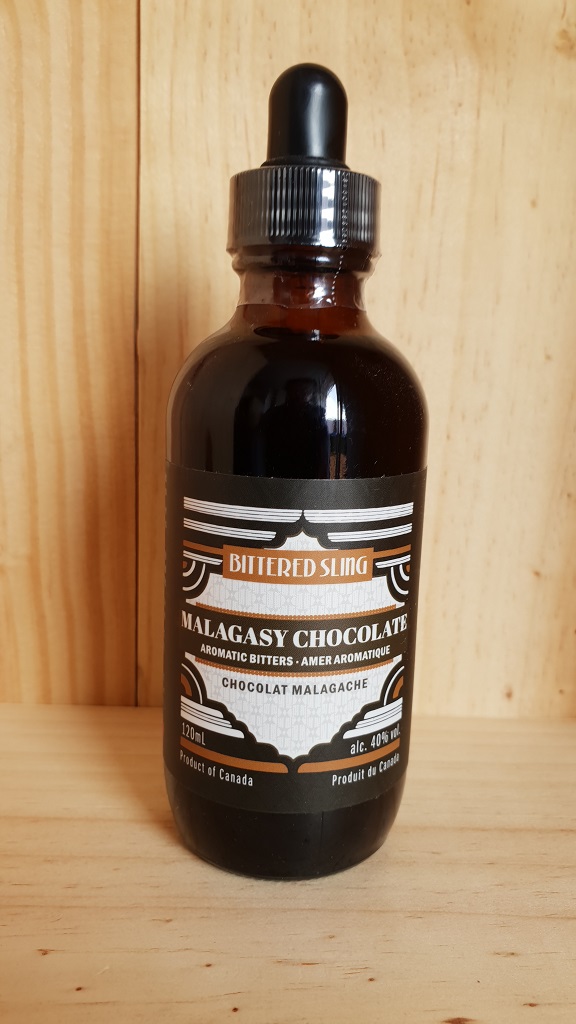 BITTERED SLING
MALAGASY CHOCOLATE
AROMATIC BITTERS · AMER AROMATIQUE
CHOCOLAT MALAGACHE
120mL
alc. 40% vol.
Product of Canada
Produit du Canada